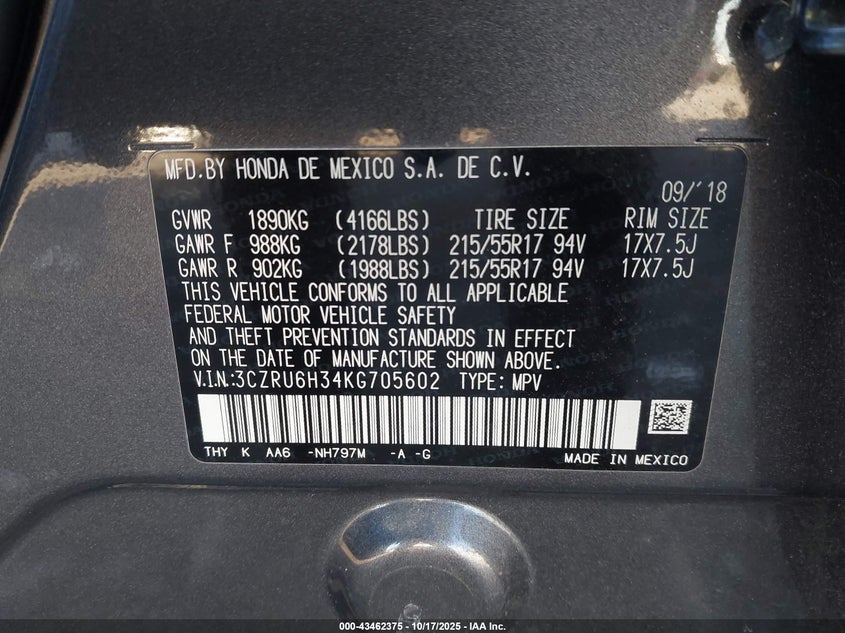 MFD. BY HONDA DE MEXICO S.A. DE C.V.
09/'18
GVWR 1890KG (4166LBS) TIRE SIZE RIM SIZE
GAWR F 988KG (2178LBS) 215/55R17 94V 17X7.5J
GAWR R 902KG (1988LBS) 215/55R17 94V 17X7.5J
THIS VEHICLE CONFORMS TO ALL APPLICABLE
FEDERAL MOTOR VEHICLE SAFETY
AND THEFT PREVENTION STANDARDS IN EFFECT
ON THE DATE OF MANUFACTURE SHOWN ABOVE.
V.I.N.:3CZRU6H34KG705602 TYPE: MPV
THY K AA6 -NH797M -A -G
MADE IN MEXICO
000-43462375 - 10/17/2025 - IAA Inc.